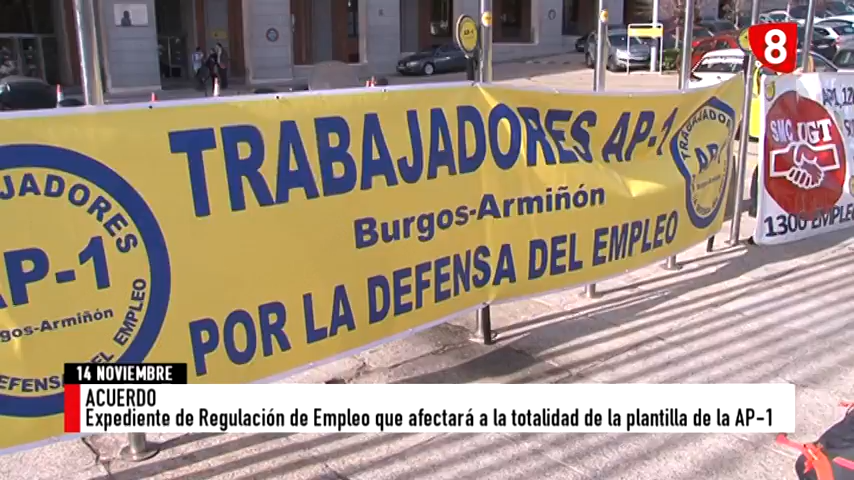 8
TRABAJADORES AP-1
Burgos-Armiñón
POR LA DEFENSA DEL EMPLEO
TRABAJADORES
AP-1
Burgos-Armiñón
DEL EMPLEO
TRABAJADORES
AP-1
SMC UGT
1300 EMPLEO
14 NOVIEMBRE
ACUERDO
Expediente de Regulación de Empleo que afectará a la totalidad de la plantilla de la AP-1